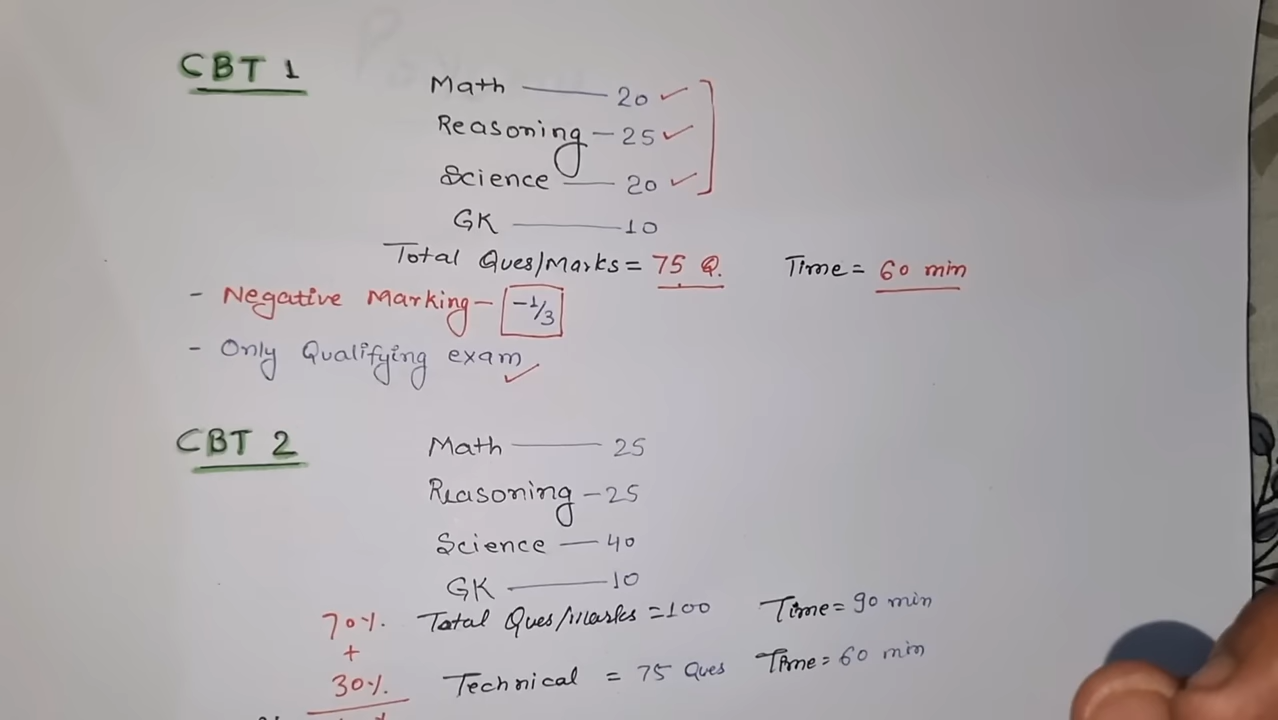 CBT 1
Math — 20 ✓
Reasoning - 25 ✓
Science — 20 ✓
GK — 10
Total Ques/Marks = 75 Q. Time = 60 min
- Negative Marking - -1/3
- Only Qualifying exam ✓
CBT 2
Math — 25
Reasoning - 25
Science — 40
GK — 10
70% Total Ques/Marks = 100 Time = 90 min
+
30% Technical = 75 Ques Time = 60 min